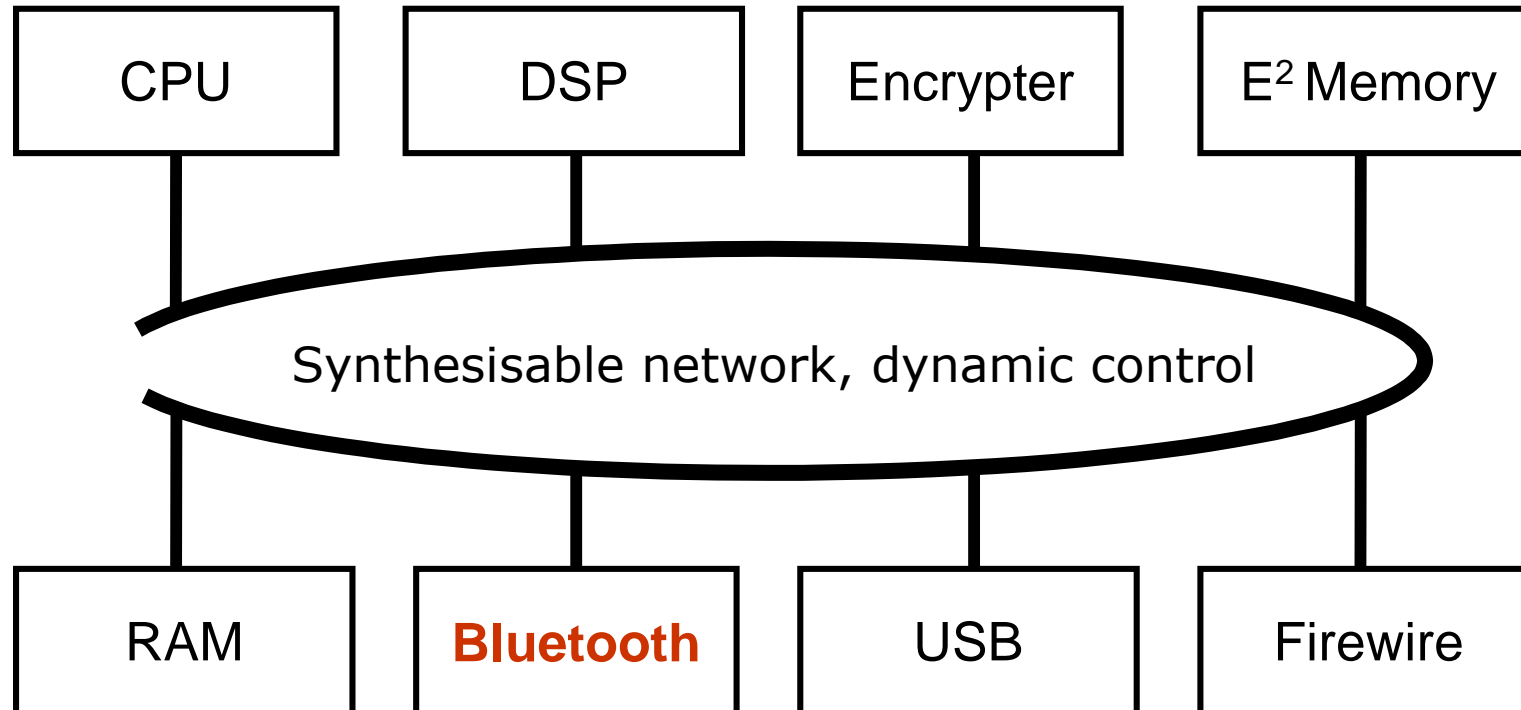 CPU
DSP
Encrypter
E² Memory
Synthesisable network, dynamic control
RAM
Bluetooth
USB
Firewire